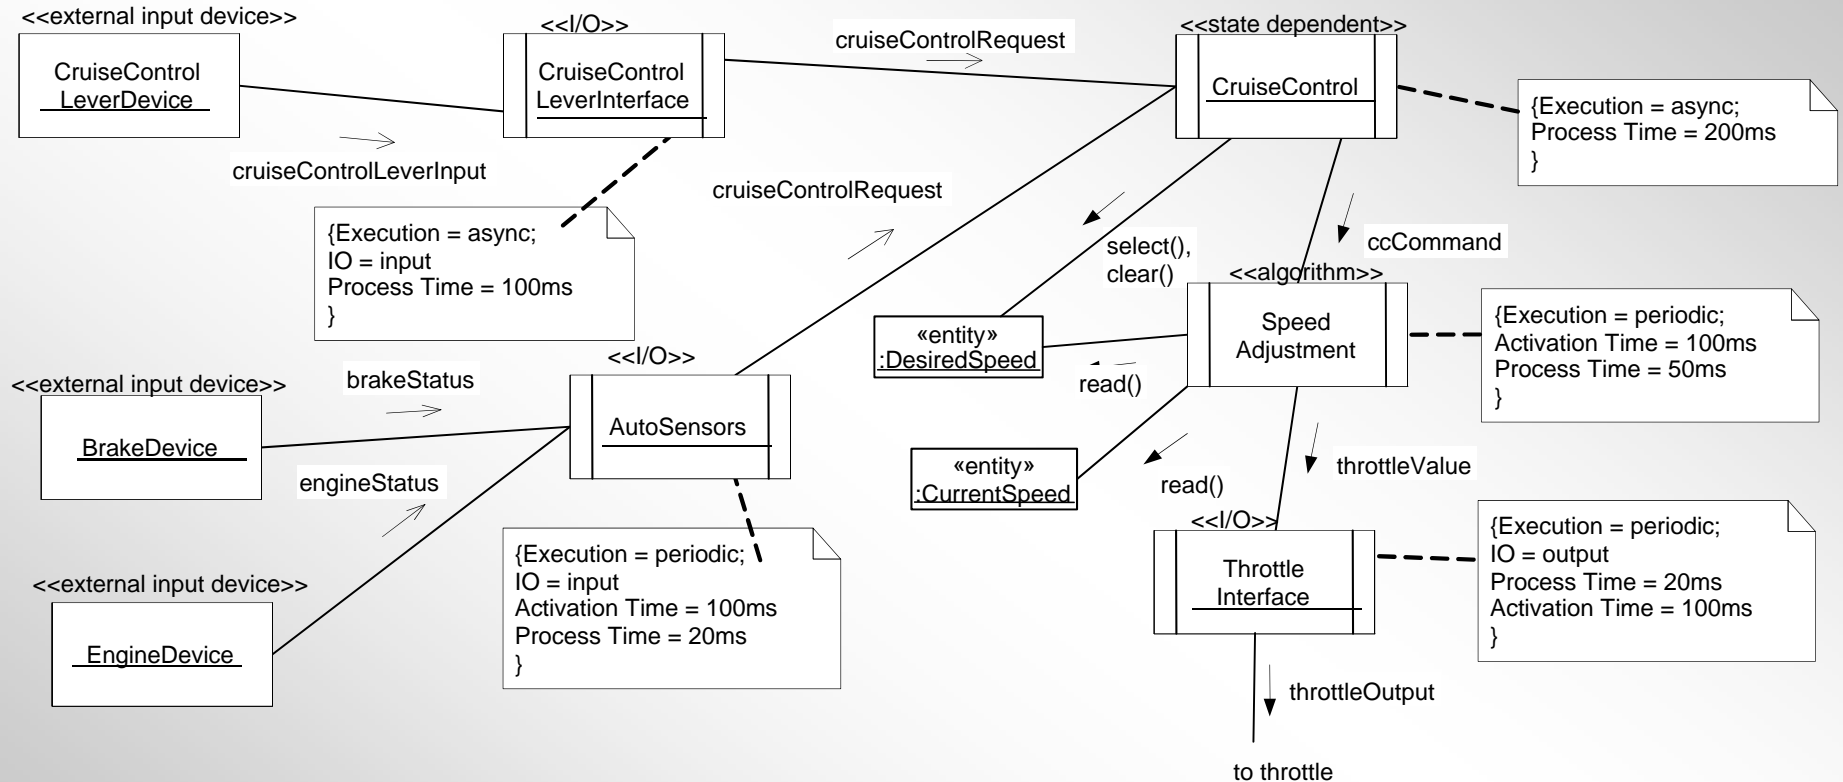 <<external input device>>
CruiseControl
LeverDevice
cruiseControlLeverInput
<<I/O>>
CruiseControl
LeverInterface
{Execution = async;
IO = input
Process Time = 100ms
}
cruiseControlRequest
<<state dependent>>
CruiseControl
{Execution = async;
Process Time = 200ms
}
cruiseControlRequest
select(),
clear()
ccCommand
<<algorithm>>
Speed
Adjustment
{Execution = periodic;
Activation Time = 100ms
Process Time = 50ms
}
«entity»
:DesiredSpeed
read()
«entity»
:CurrentSpeed
read()
throttleValue
<<external input device>>
BrakeDevice
brakeStatus
<<I/O>>
AutoSensors
engineStatus
<<external input device>>
EngineDevice
{Execution = periodic;
IO = input
Activation Time = 100ms
Process Time = 20ms
}
<<I/O>>
Throttle
Interface
{Execution = periodic;
IO = output
Process Time = 20ms
Activation Time = 100ms
}
throttleOutput
to throttle